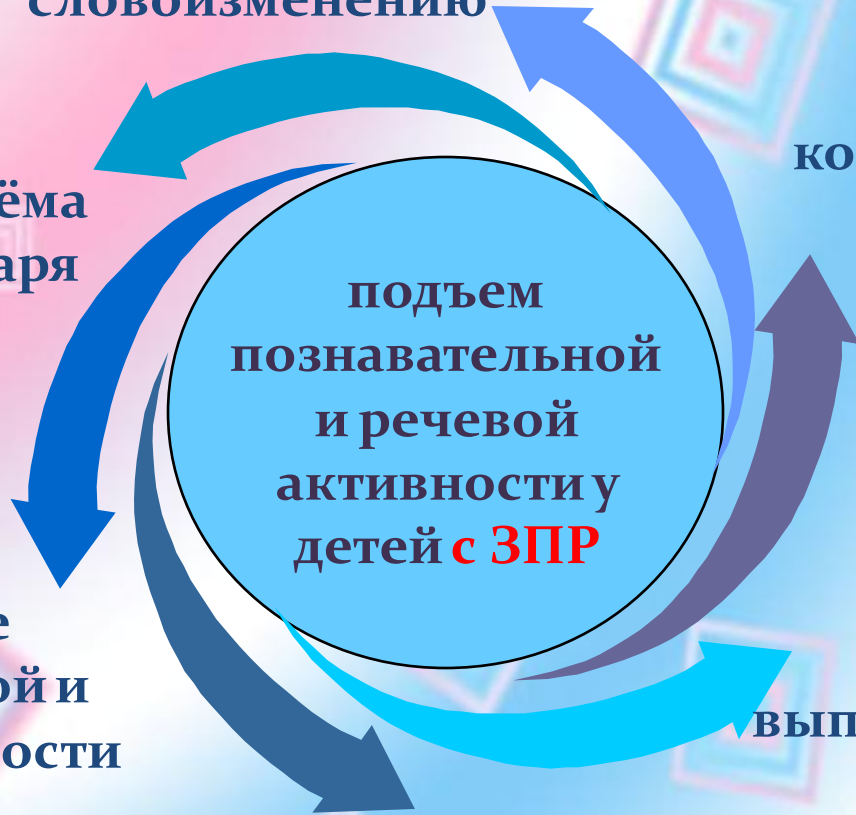 словоизменению
ко
ёма
аря
подъем
познавательной
и речевой
активности у
детей с ЗПР
е
ой и
ости
вып